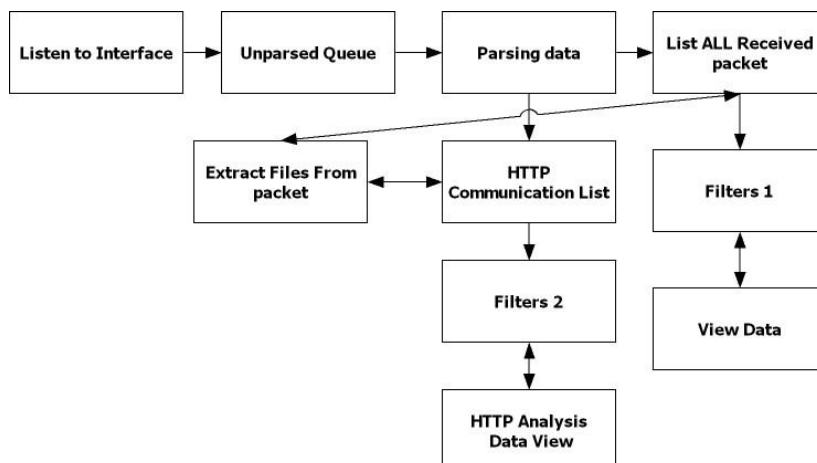 Listen to Interface
Unparsed Queue
Parsing data
List ALL Received
packet
Extract Files From
packet
HTTP
Communication List
Filters 1
Filters 2
View Data
HTTP Analysis
Data View